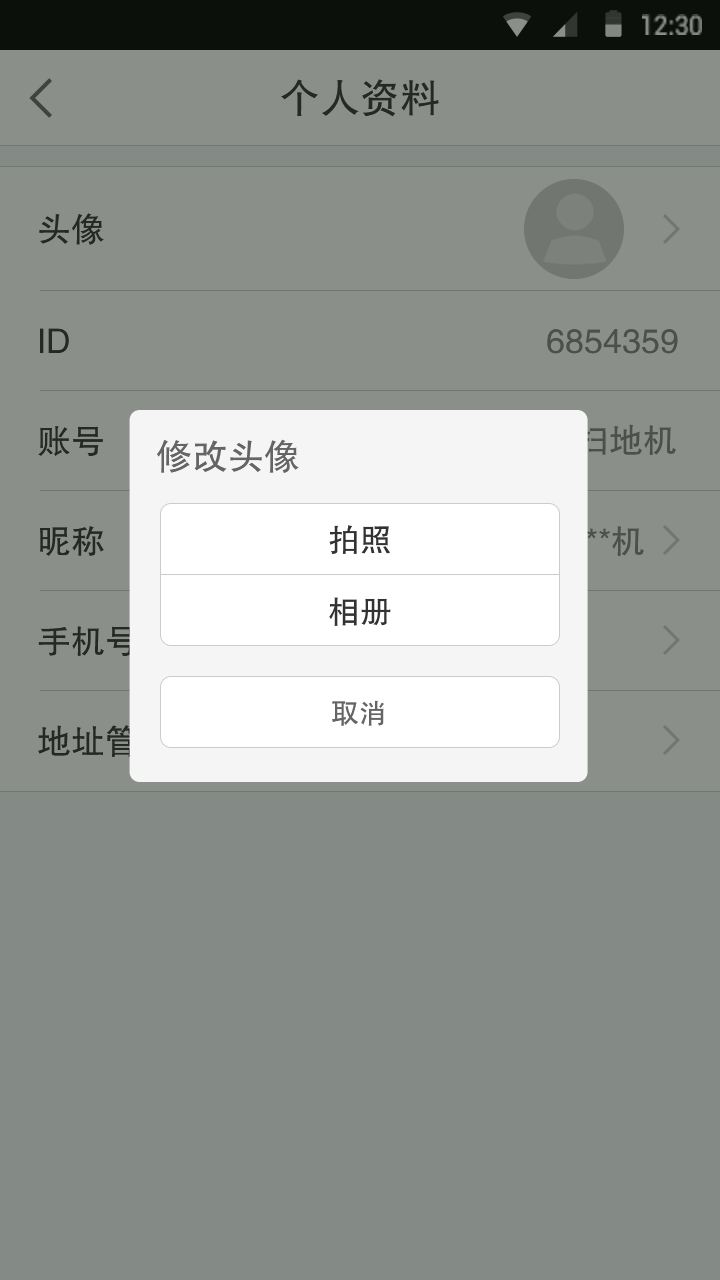 12:30
个人资料
头像
ID 6854359
账号 扫地机
昵称 **机
手机号
地址管
修改头像
拍照
相册
取消